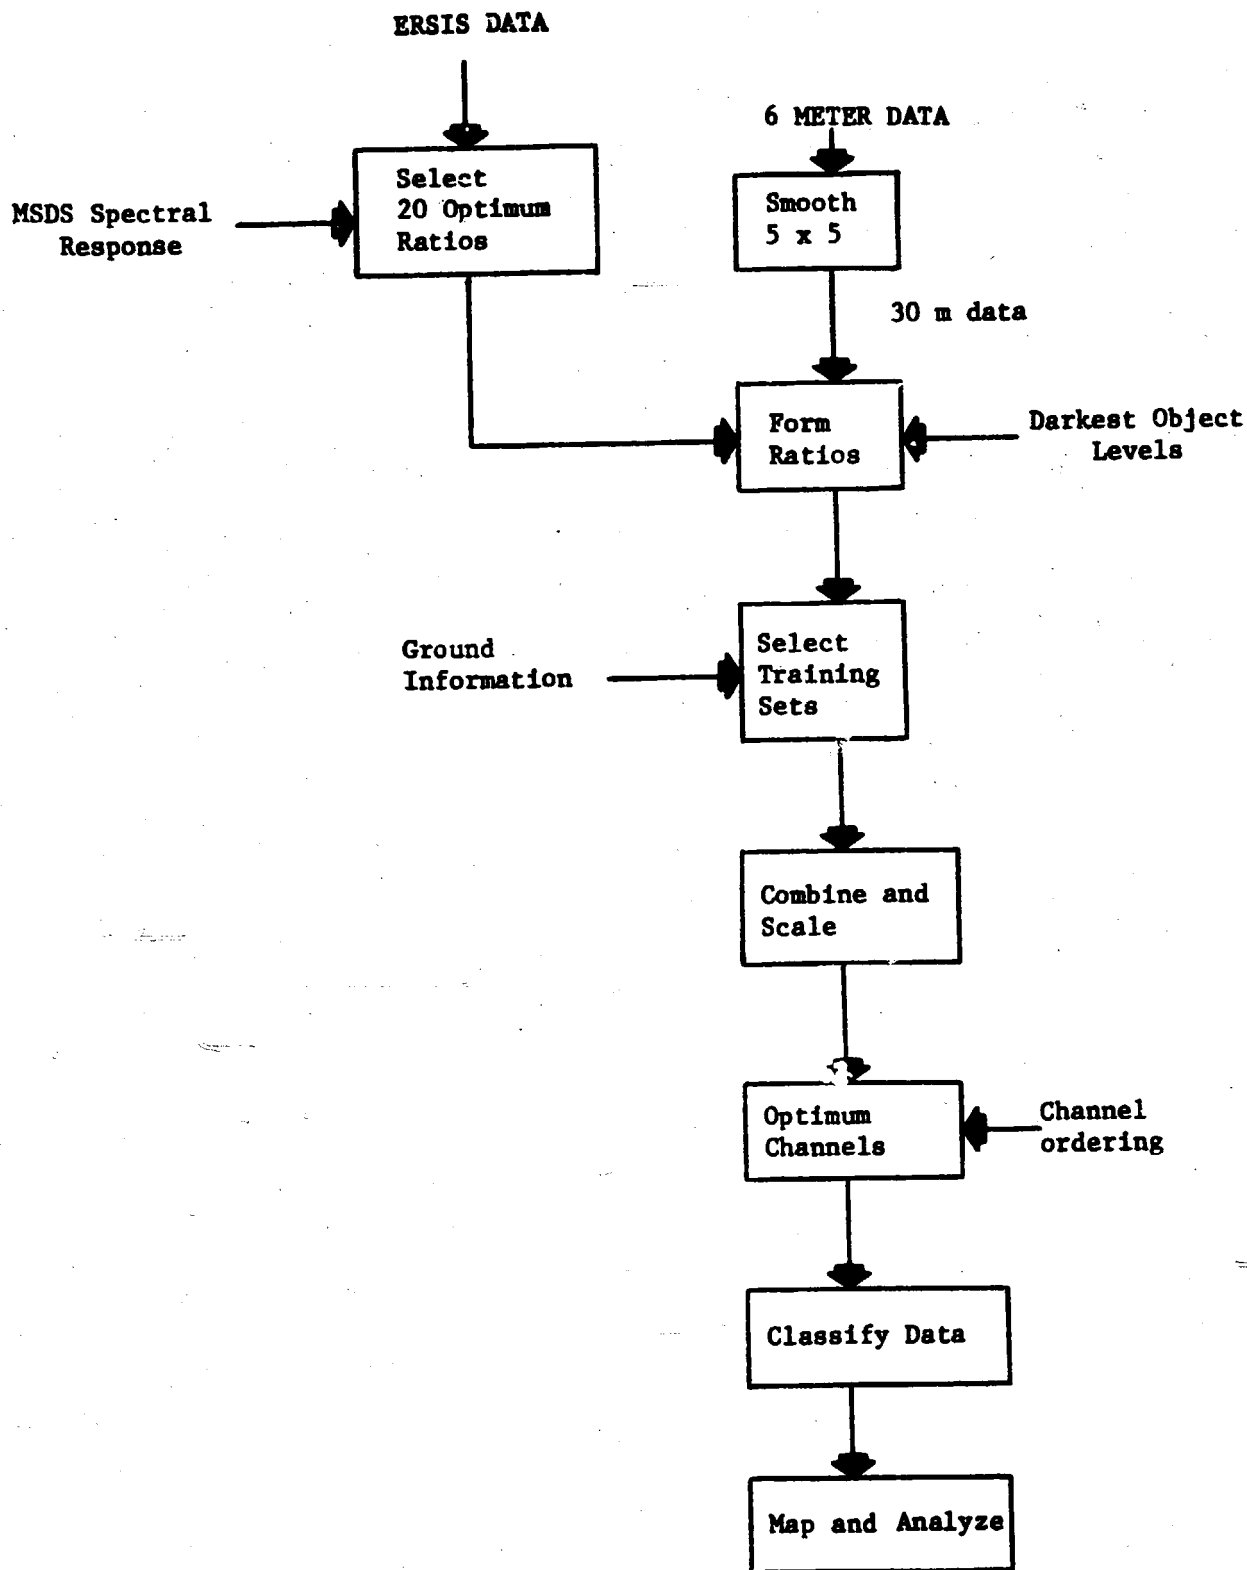 ERSIS DATA
6 METER DATA
Select
20 Optimum
Ratios
MSDS Spectral
Response
Smooth
5 x 5
30 m data
Form
Ratios
Darkest Object
Levels
Ground
Information
Select
Training
Sets
Combine and
Scale
Optimum
Channels
Channel
ordering
Classify Data
Map and Analyze